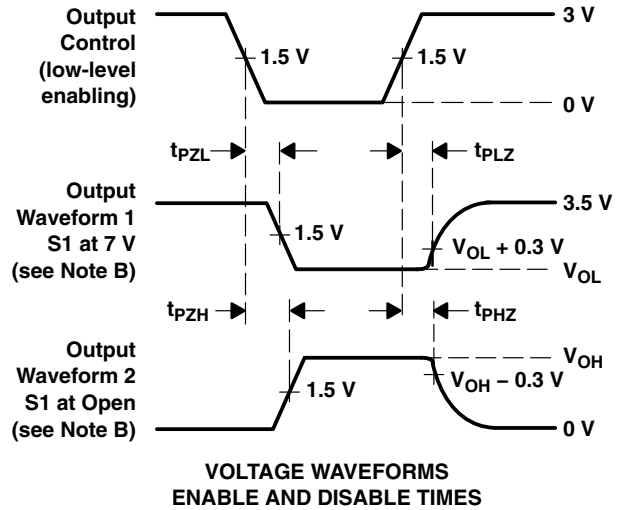 Output
Control
(low-level
enabling)
1.5 V
1.5 V
3 V
0 V
tPZL
tPLZ
Output
Waveform 1
S1 at 7 V
(see Note B)
1.5 V
3.5 V
VOL + 0.3 V
VOL
tPZH
tPHZ
Output
Waveform 2
S1 at Open
(see Note B)
1.5 V
VOH
VOH − 0.3 V
0 V
VOLTAGE WAVEFORMS
ENABLE AND DISABLE TIMES